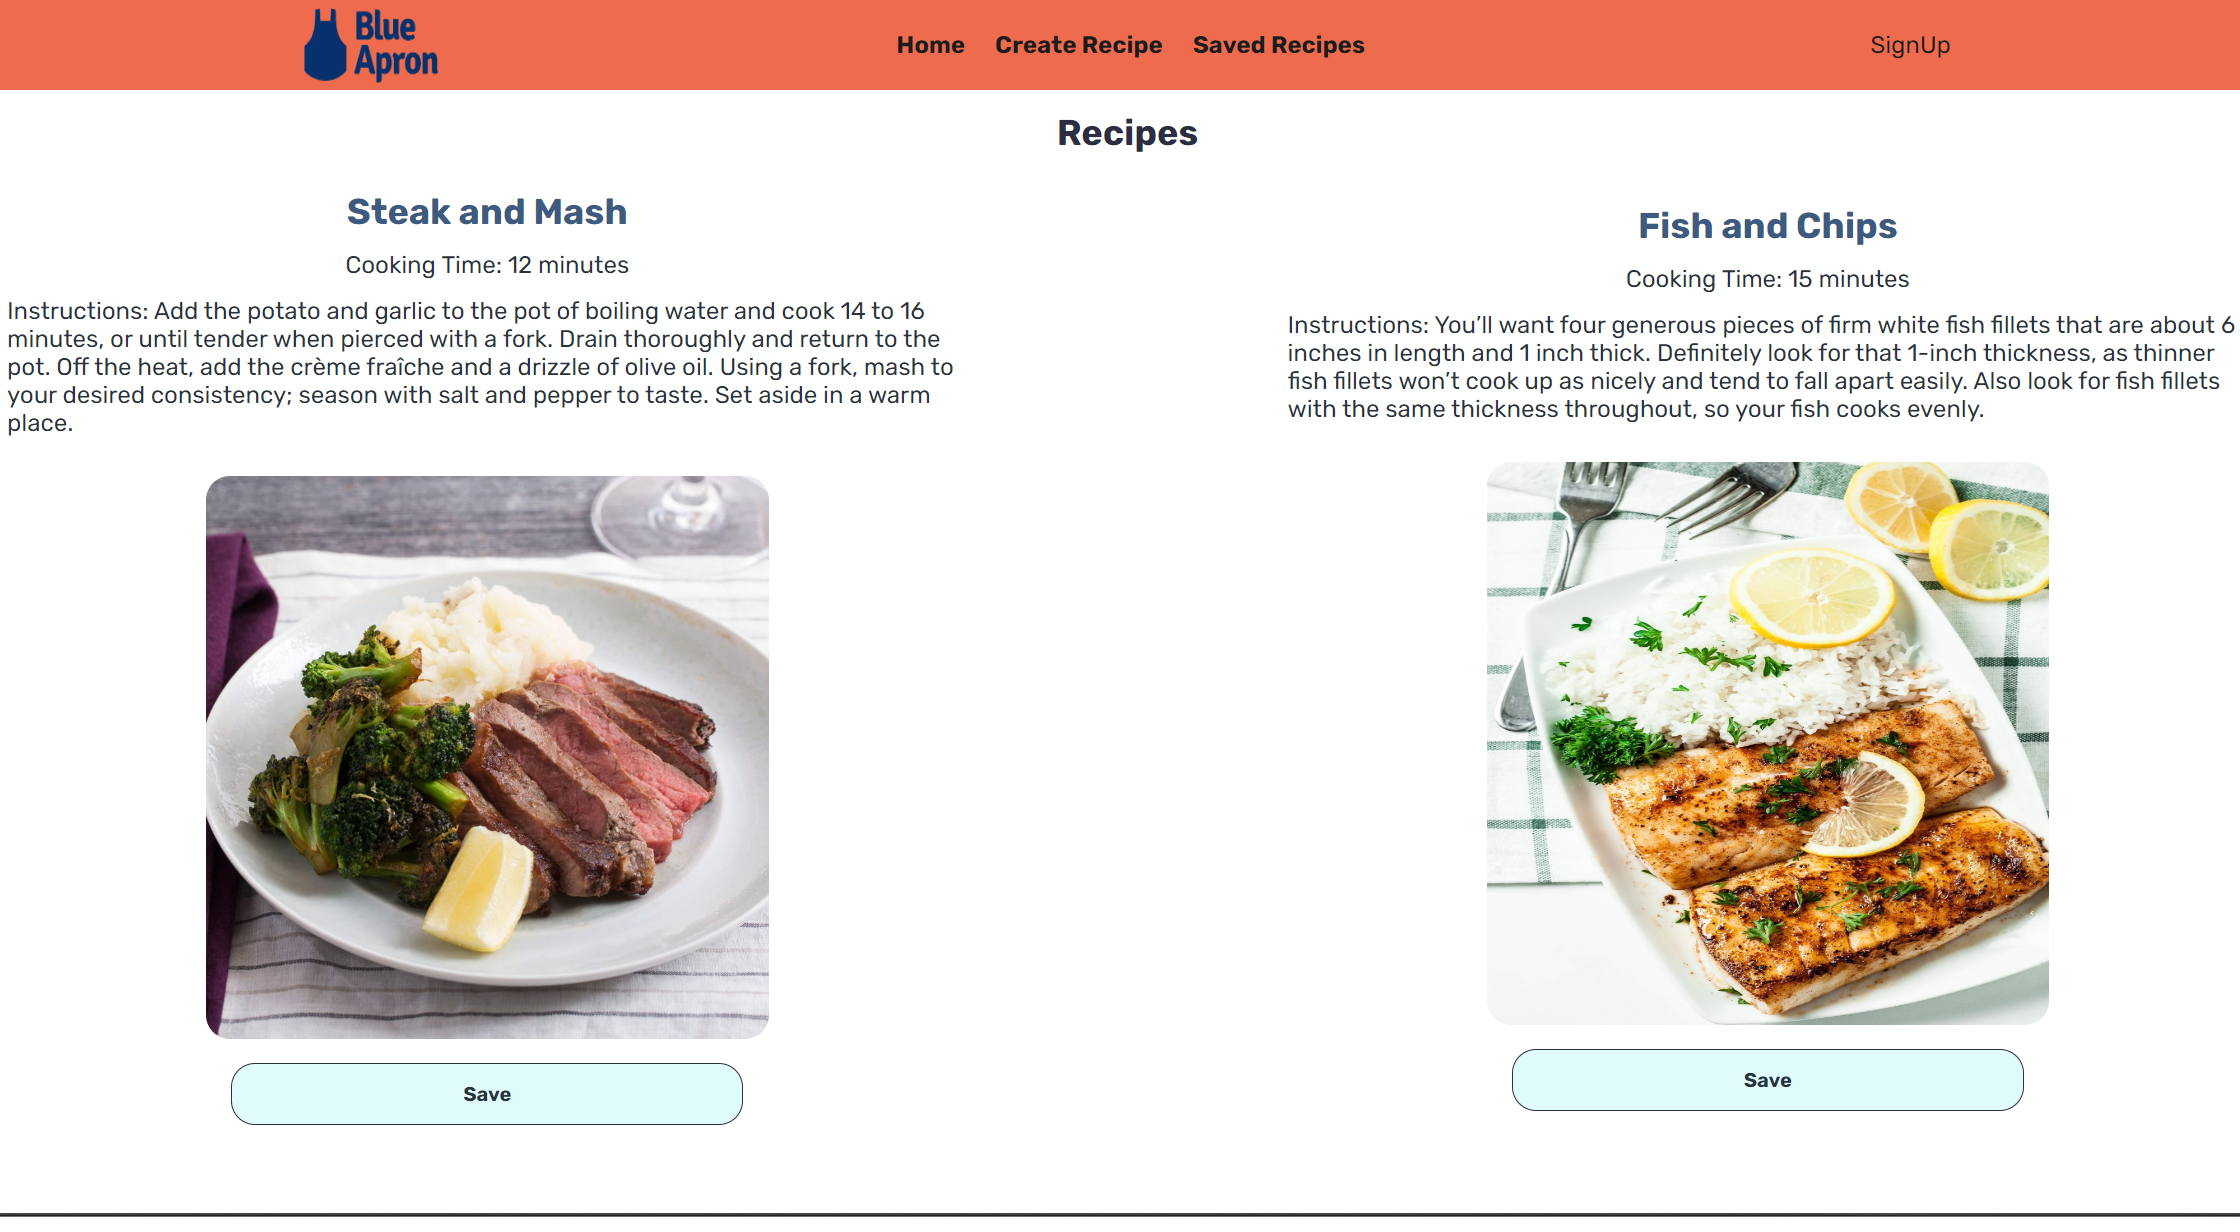 Blue
Apron
Home
Create Recipe
Saved Recipes
SignUp
Recipes
Steak and Mash
Cooking Time: 12 minutes
Instructions: Add the potato and garlic to the pot of boiling water and cook 14 to 16
minutes, or until tender when pierced with a fork. Drain thoroughly and return to the
pot. Off the heat, add the crème fraîche and a drizzle of olive oil. Using a fork, mash to
your desired consistency; season with salt and pepper to taste. Set aside in a warm
place.
Save
Fish and Chips
Cooking Time: 15 minutes
Instructions: You’ll want four generous pieces of firm white fish fillets that are about 6
inches in length and 1 inch thick. Definitely look for that 1-inch thickness, as thinner
fish fillets won’t cook up as nicely and tend to fall apart easily. Also look for fish fillets
with the same thickness throughout, so your fish cooks evenly.
Save